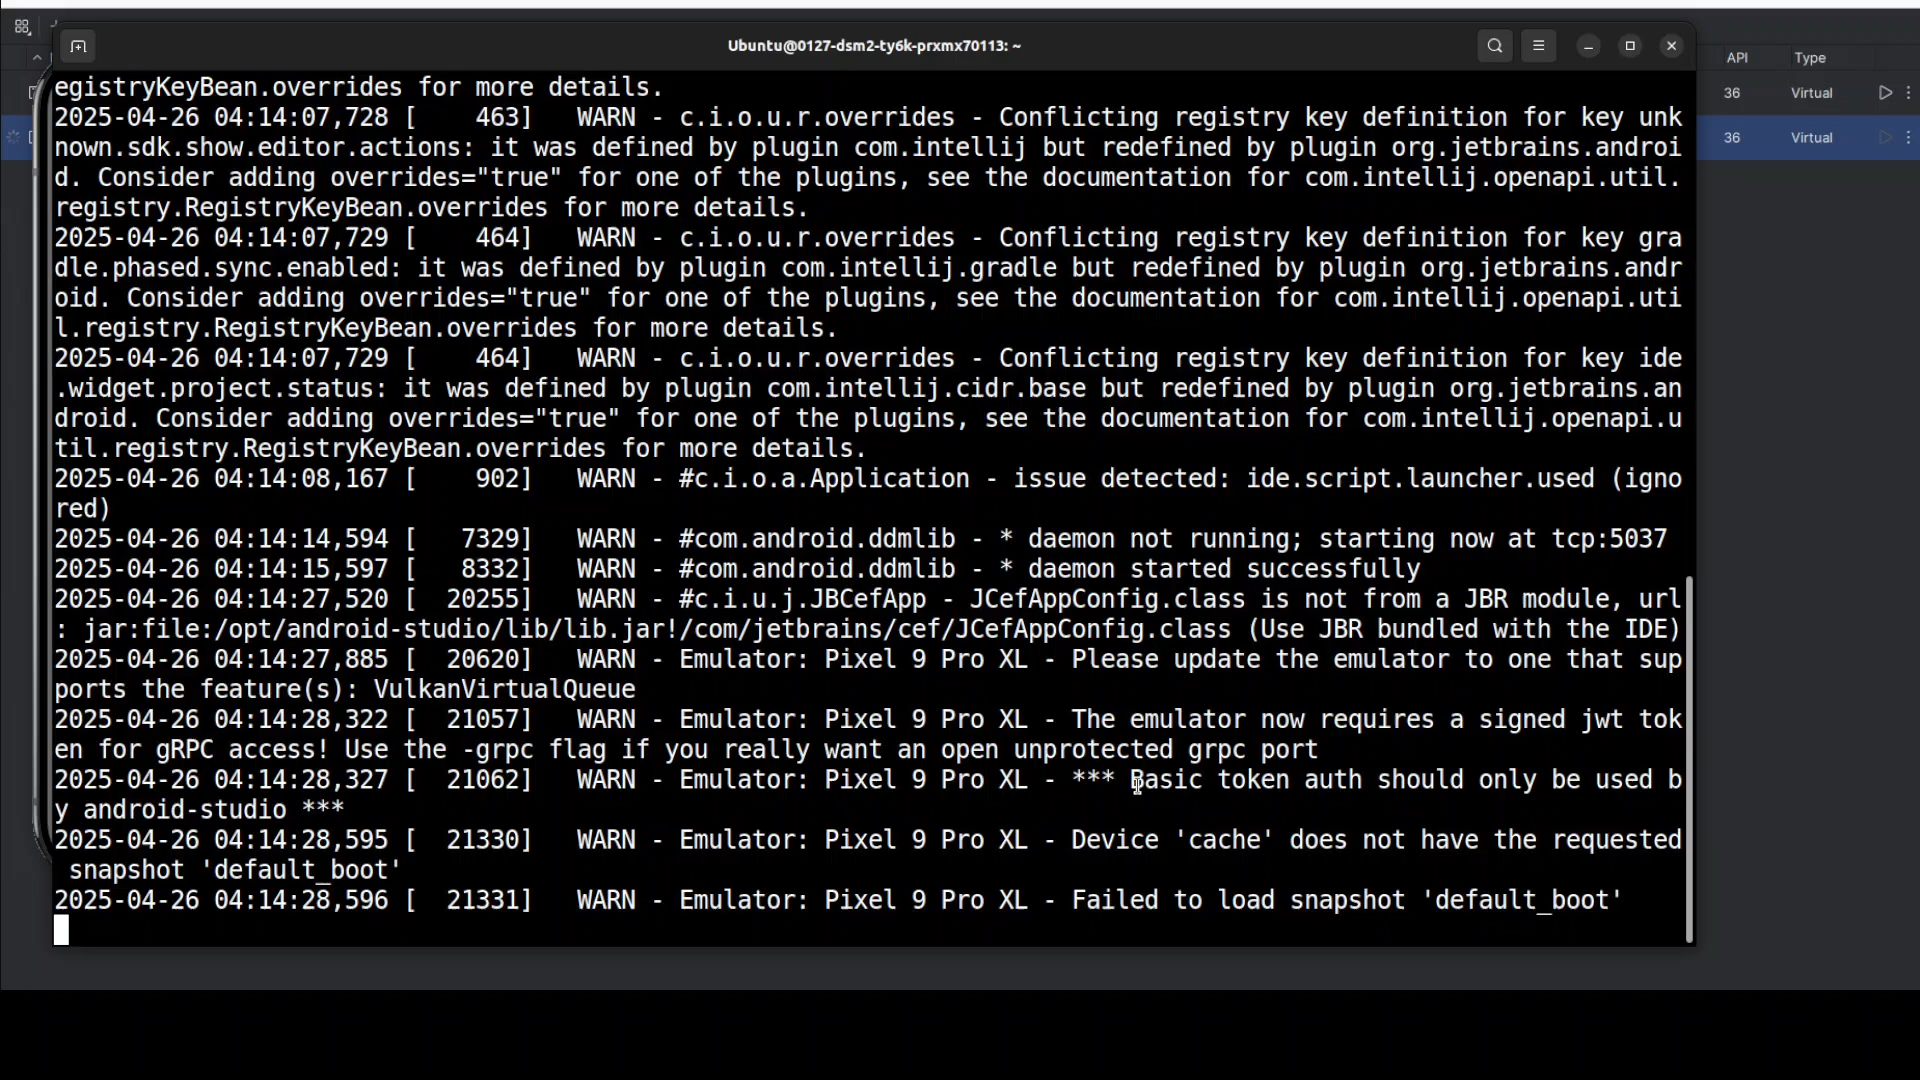 Ubuntu@0127-dsm2-ty6k-prxmx70113: ~
API Type
36 Virtual
36 Virtual
egistryKeyBean.overrides for more details.
2025-04-26 04:14:07,728 [    463]   WARN - c.i.o.u.r.overrides - Conflicting registry key definition for key unk
nown.sdk.show.editor.actions: it was defined by plugin com.intellij but redefined by plugin org.jetbrains.androi
d. Consider adding overrides="true" for one of the plugins, see the documentation for com.intellij.openapi.util.
registry.RegistryKeyBean.overrides for more details.
2025-04-26 04:14:07,729 [    464]   WARN - c.i.o.u.r.overrides - Conflicting registry key definition for key gra
dle.phased.sync.enabled: it was defined by plugin com.intellij.gradle but redefined by plugin org.jetbrains.andr
oid. Consider adding overrides="true" for one of the plugins, see the documentation for com.intellij.openapi.uti
l.registry.RegistryKeyBean.overrides for more details.
2025-04-26 04:14:07,729 [    464]   WARN - c.i.o.u.r.overrides - Conflicting registry key definition for key ide
.widget.project.status: it was defined by plugin com.intellij.cidr.base but redefined by plugin org.jetbrains.an
droid. Consider adding overrides="true" for one of the plugins, see the documentation for com.intellij.openapi.u
til.registry.RegistryKeyBean.overrides for more details.
2025-04-26 04:14:08,167 [    902]   WARN - #c.i.o.a.Application - issue detected: ide.script.launcher.used (igno
red)
2025-04-26 04:14:14,594 [   7329]   WARN - #com.android.ddmlib - * daemon not running; starting now at tcp:5037
2025-04-26 04:14:15,597 [   8332]   WARN - #com.android.ddmlib - * daemon started successfully
2025-04-26 04:14:27,520 [  20255]   WARN - #c.i.u.j.JBCefApp - JCefAppConfig.class is not from a JBR module, url
: jar:file:/opt/android-studio/lib/lib.jar!/com/jetbrains/cef/JCefAppConfig.class (Use JBR bundled with the IDE)
2025-04-26 04:14:27,885 [  20620]   WARN - Emulator: Pixel 9 Pro XL - Please update the emulator to one that sup
ports the feature(s): VulkanVirtualQueue
2025-04-26 04:14:28,322 [  21057]   WARN - Emulator: Pixel 9 Pro XL - The emulator now requires a signed jwt tok
en for gRPC access! Use the -grpc flag if you really want an open unprotected grpc port
2025-04-26 04:14:28,327 [  21062]   WARN - Emulator: Pixel 9 Pro XL - *** Basic token auth should only be used b
y android-studio ***
2025-04-26 04:14:28,595 [  21330]   WARN - Emulator: Pixel 9 Pro XL - Device 'cache' does not have the requested
 snapshot 'default_boot'
2025-04-26 04:14:28,596 [  21331]   WARN - Emulator: Pixel 9 Pro XL - Failed to load snapshot 'default_boot'